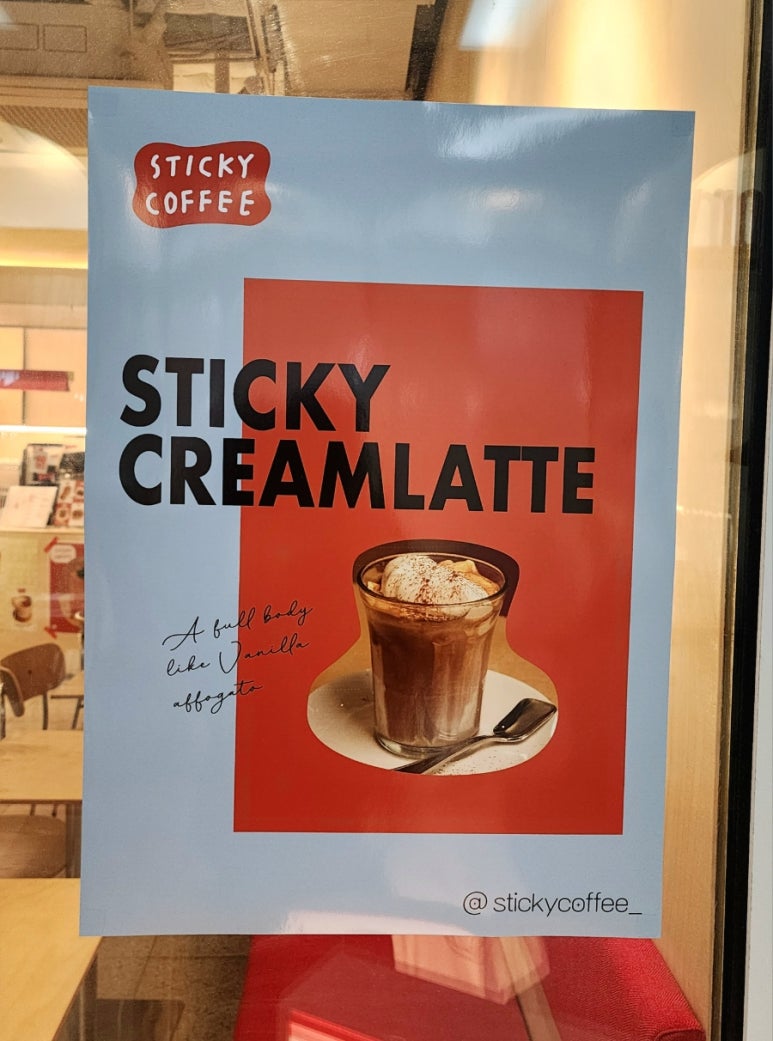 STICKY
COFFEE
STICKY
CREAMLATTE
A full body
like Vanilla
affogato
@stickycoffee_